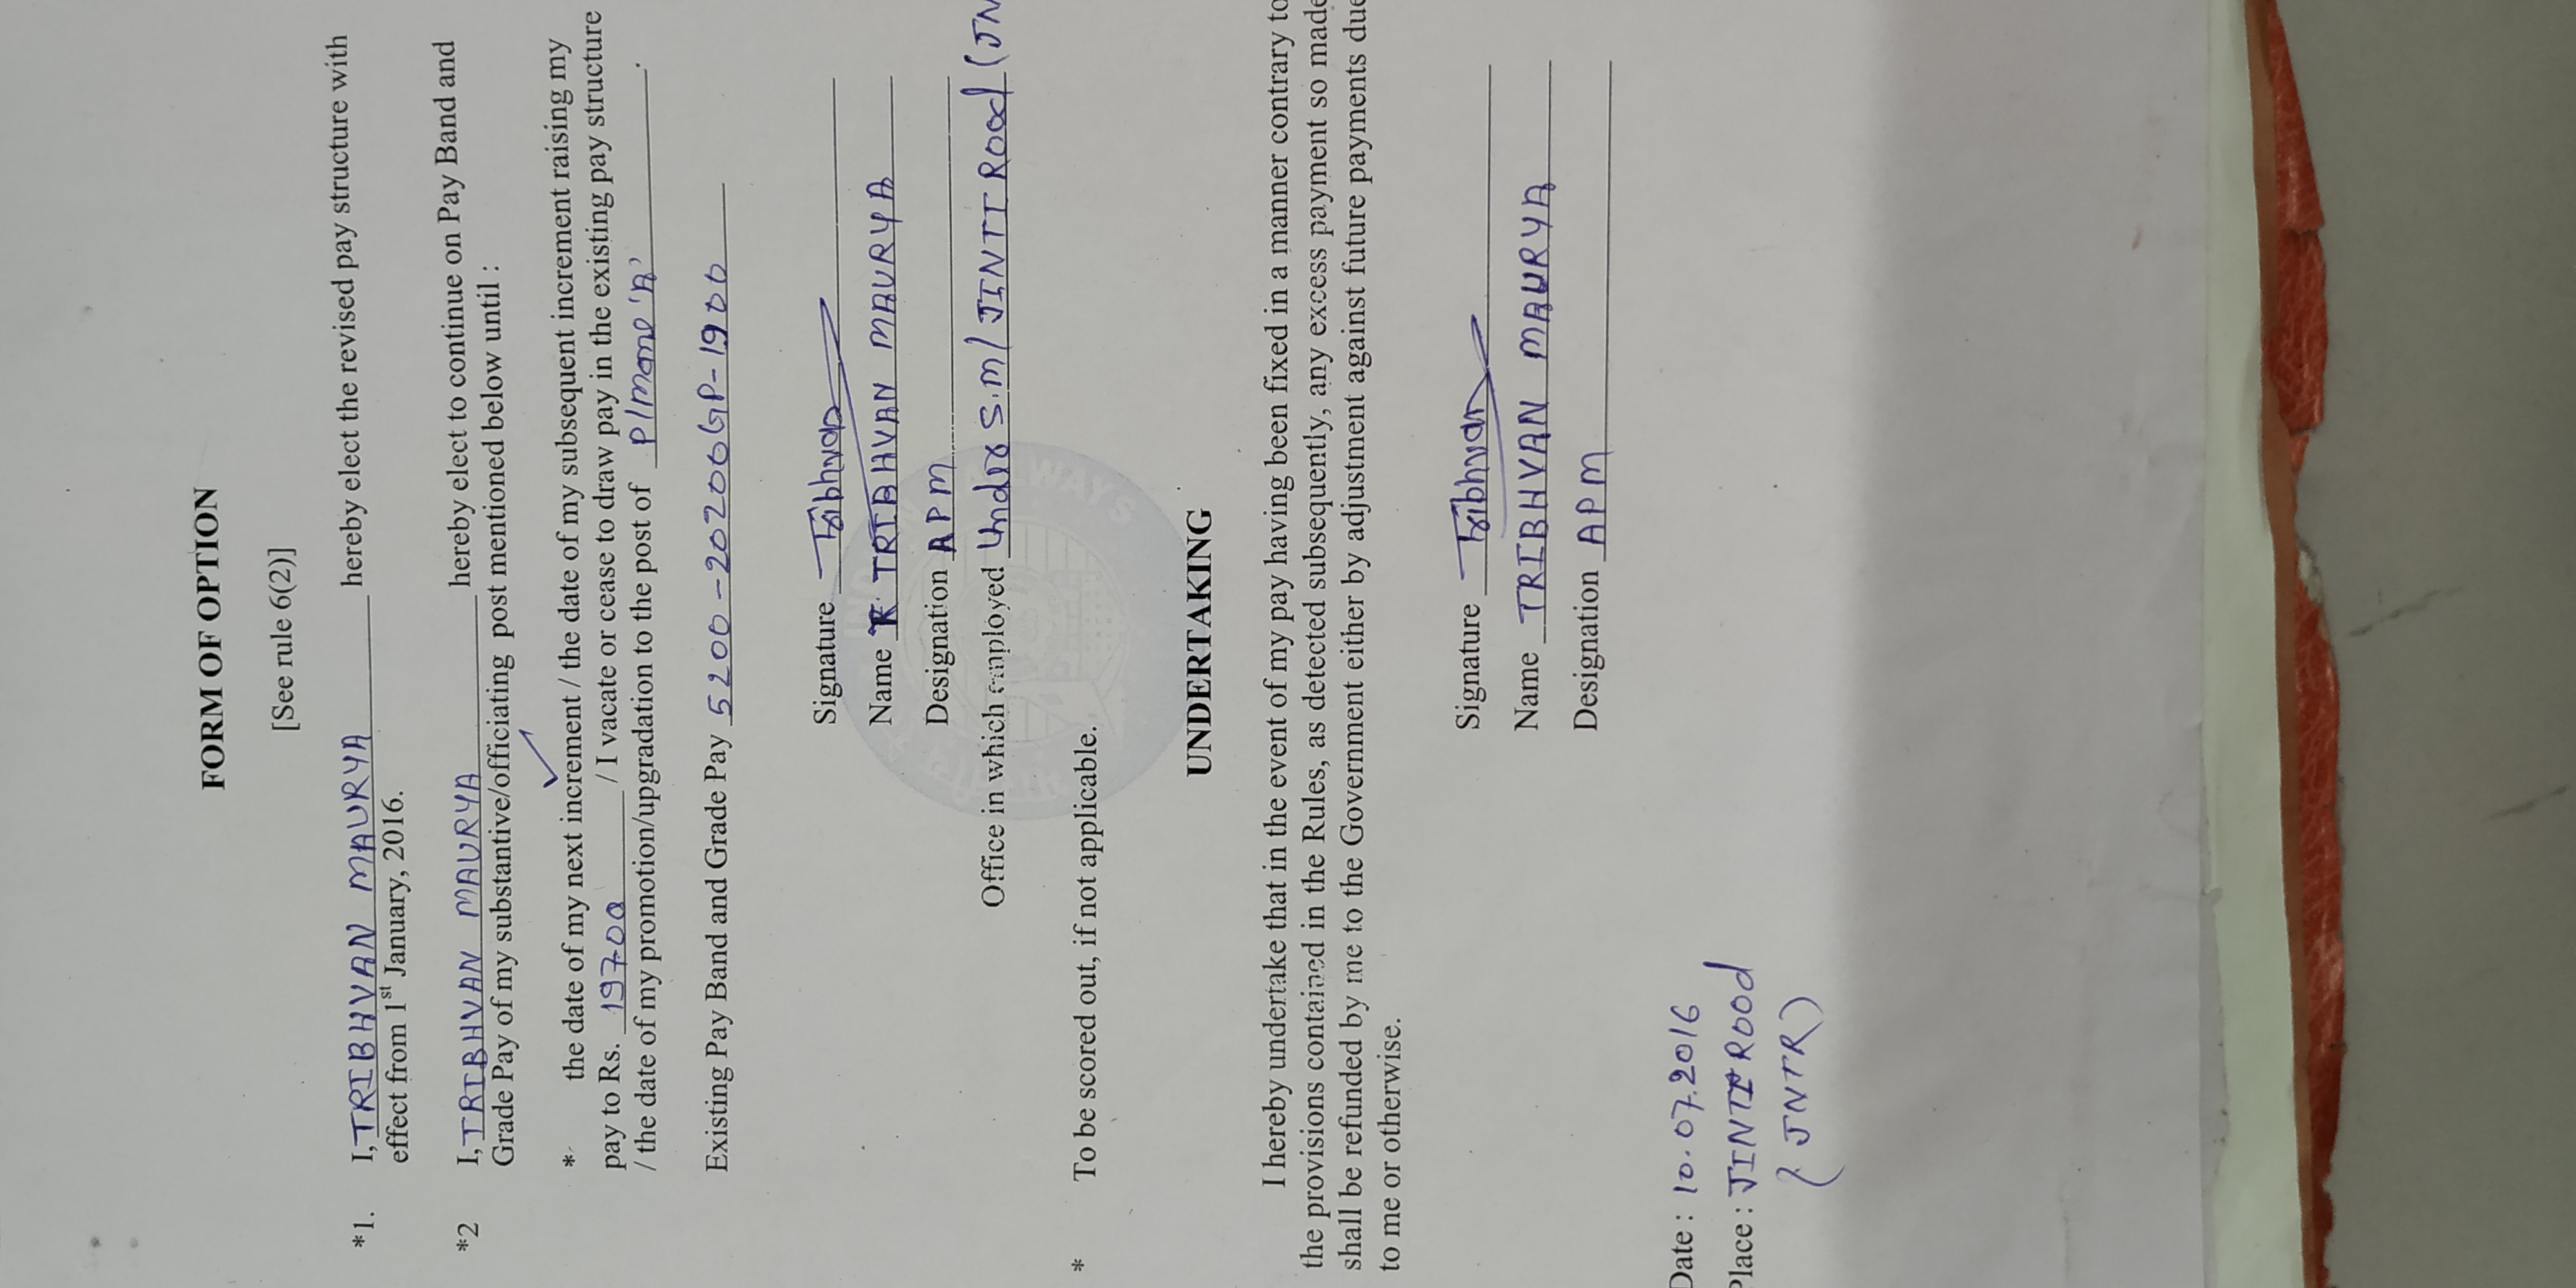 FORM OF OPTION
[See rule 6(2)]
*1. I, TRIBHVAN MAURYA hereby elect the revised pay structure with
effect from 1st January, 2016.
*2 I, TRIBHVAN MAURYA hereby elect to continue on Pay Band and
Grade Pay of my substantive/officiating post mentioned below until :
* the date of my next increment / the date of my subsequent increment raising my
pay to Rs. 19700 / I vacate or cease to draw pay in the existing pay structure
/ the date of my promotion/upgradation to the post of P/Mane 'A' .
Existing Pay Band and Grade Pay 5200-20200 GP-1900
Signature Tribhvan
Name TRIBHVAN MAURYA
Designation APM
Office in which employed Under S.M/ JINTI Rood (JN
* To be scored out, if not applicable.
WAYS
UNDERTAKING
I hereby undertake that in the event of my pay having been fixed in a manner contrary to
the provisions contained in the Rules, as detected subsequently, any excess payment so made
shall be refunded by me to the Government either by adjustment against future payments due
to me or otherwise.
Signature Tribhvan
Name TRIBHVAN MAURYA
Designation APM
Date : 10.07.2016
Place : JINTI Rood
(JNTR)